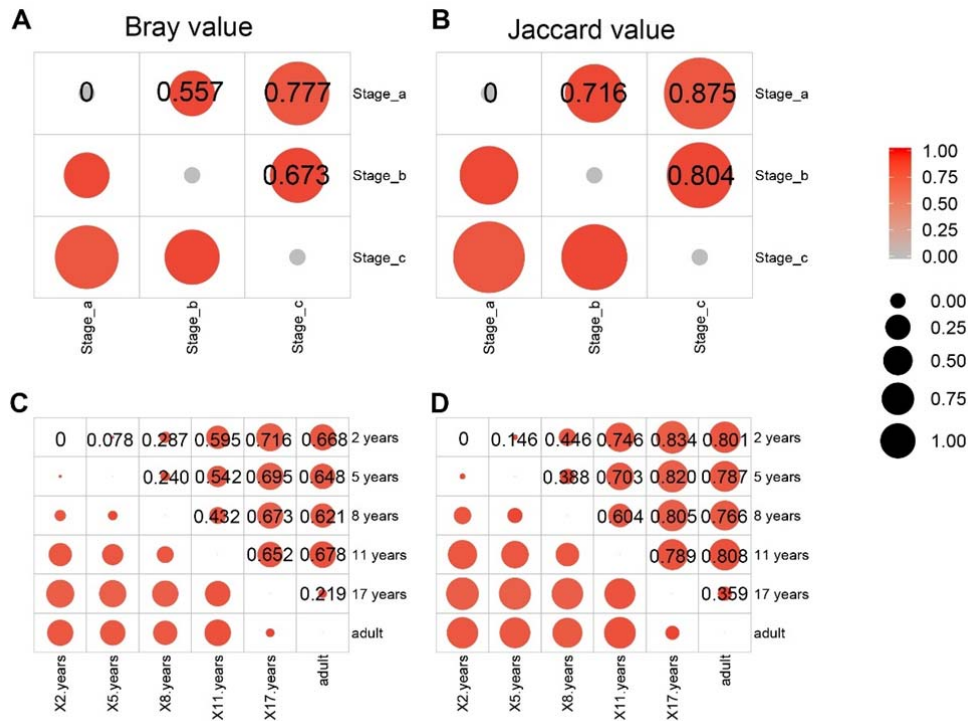 A
Bray value
0 0.557 0.777 Stage_a
0.673 Stage_b
Stage_c
Stage_a Stage_b Stage_c
B
Jaccard value
0 0.716 0.875 Stage_a
0.804 Stage_b
Stage_c
Stage_a Stage_b Stage_c
1.00
0.75
0.50
0.25
0.00
0.00
0.25
0.50
0.75
1.00
C
0 0.078 0.287 0.595 0.716 0.668 2 years
0.240 0.542 0.695 0.648 5 years
0.432 0.673 0.621 8 years
0.652 0.678 11 years
0.219 17 years
adult
X2.years X5.years X8.years X11.years X17.years adult
D
0 0.146 0.446 0.746 0.834 0.801 2 years
0.388 0.703 0.820 0.787 5 years
0.604 0.805 0.766 8 years
0.789 0.808 11 years
0.359 17 years
adult
X2.years X5.years X8.years X11.years X17.years adult